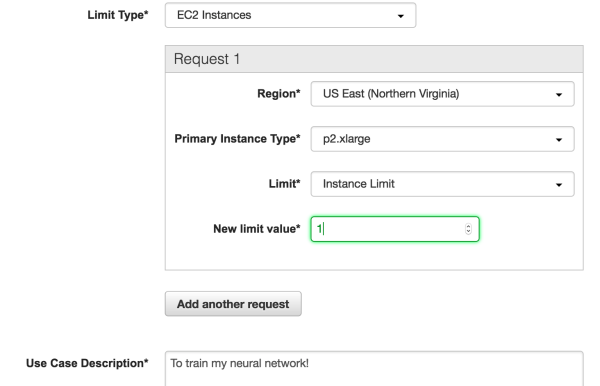 Limit Type* EC2 Instances
Request 1
Region* US East (Northern Virginia)
Primary Instance Type* p2.xlarge
Limit* Instance Limit
New limit value* 1
Add another request
Use Case Description* To train my neural network!